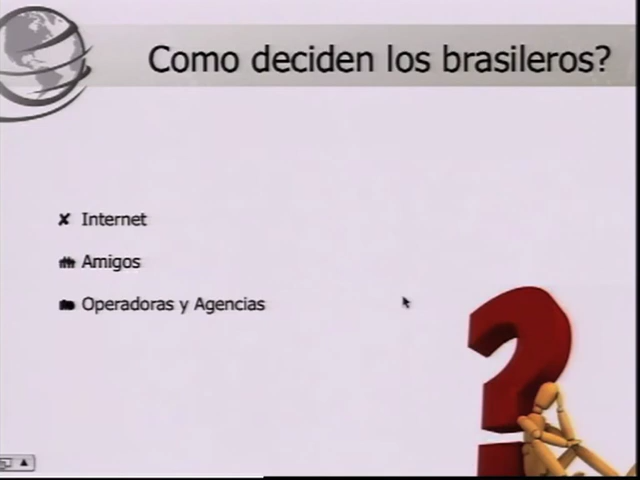 Como deciden los brasileros?
Internet
Amigos
Operadoras y Agencias